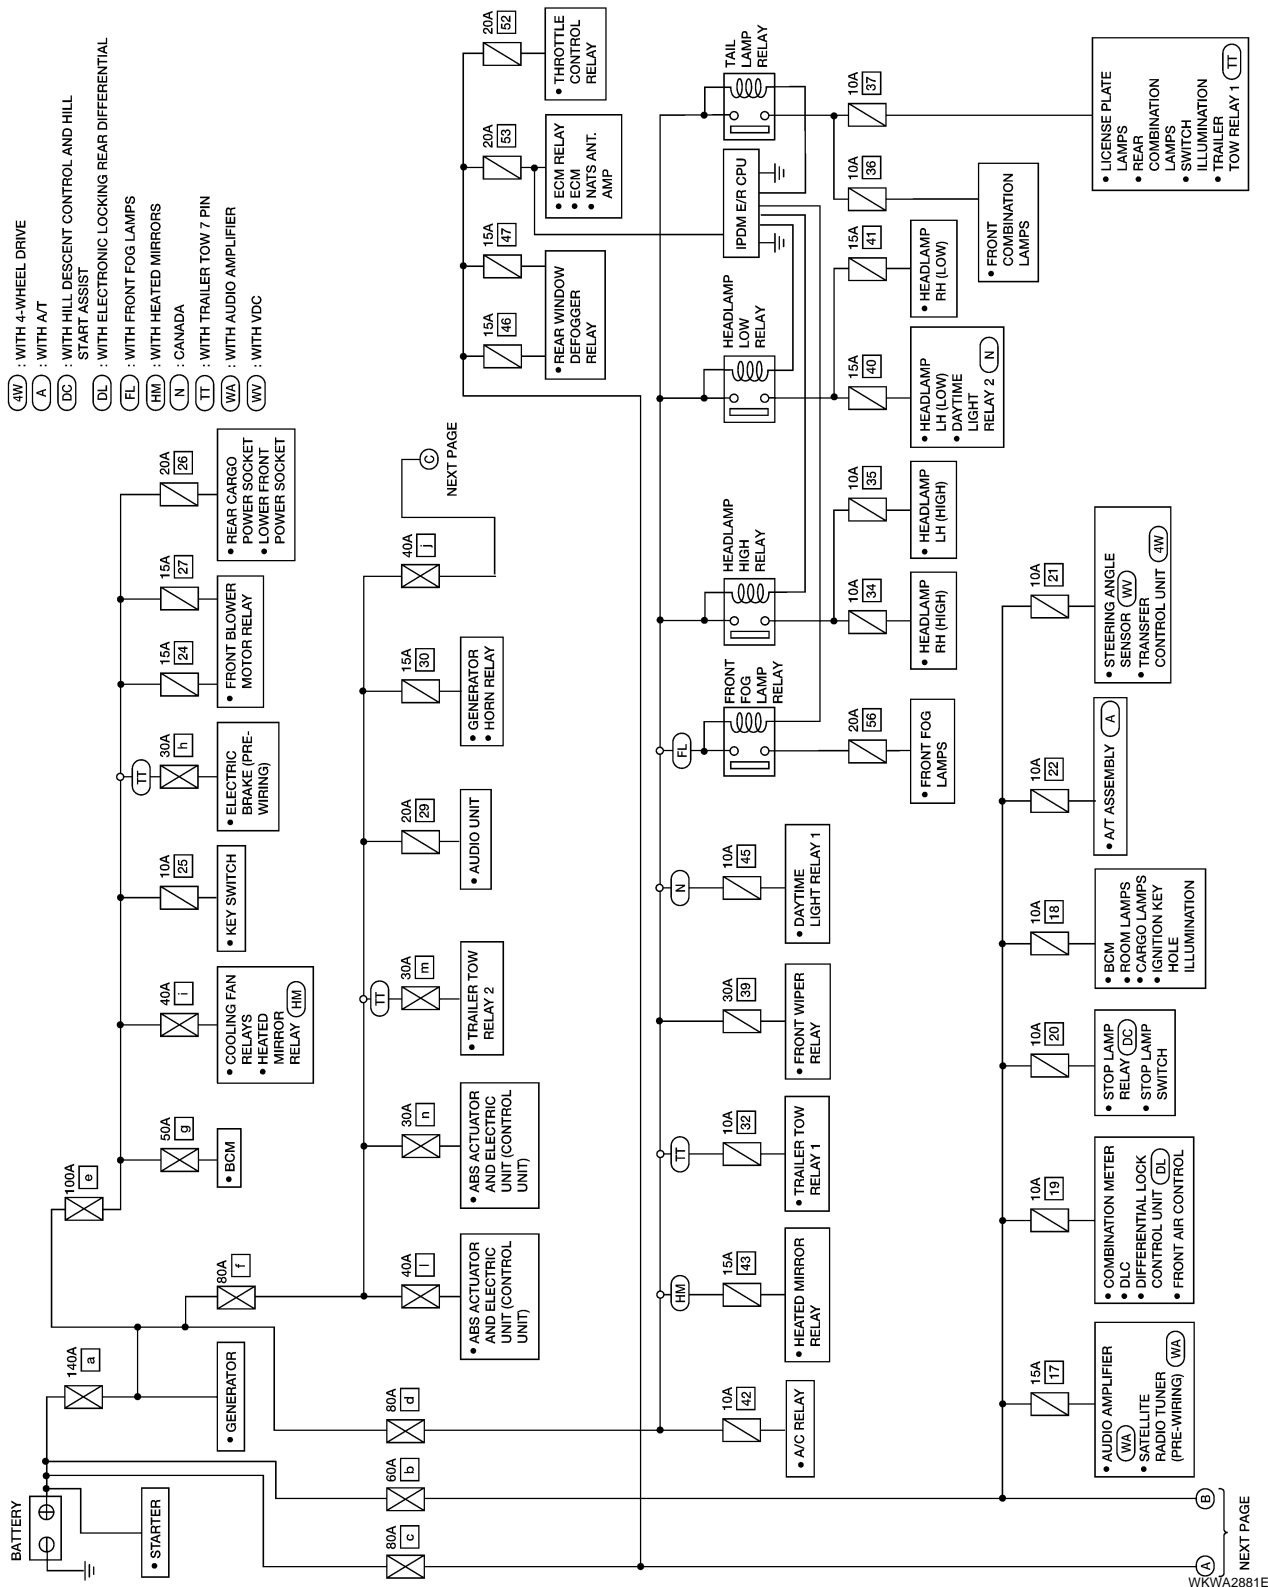 4W : WITH 4-WHEEL DRIVE
A : WITH A/T
DC : WITH HILL DESCENT CONTROL AND HILL
START ASSIST
DL : WITH ELECTRONIC LOCKING REAR DIFFERENTIAL
FL : WITH FRONT FOG LAMPS
HM : WITH HEATED MIRRORS
N : CANADA
TT : WITH TRAILER TOW 7 PIN
WA : WITH AUDIO AMPLIFIER
WV : WITH VDC
BATTERY
• STARTER
140A
a
• GENERATOR
100A
e
80A
f
50A
g
• BCM
40A
i
• COOLING FAN
RELAYS
• HEATED
MIRROR
RELAY HM
10A
25
• KEY SWITCH
TT
30A
h
• ELECTRIC
BRAKE (PRE-
WIRING)
15A
24
15A
27
• FRONT BLOWER
MOTOR RELAY
20A
26
• REAR CARGO
POWER SOCKET
• LOWER FRONT
POWER SOCKET
40A
l
• ABS ACTUATOR
AND ELECTRIC
UNIT (CONTROL
UNIT)
30A
n
• ABS ACTUATOR
AND ELECTRIC
UNIT (CONTROL
UNIT)
TT
30A
m
• TRAILER TOW
RELAY 2
20A
29
• AUDIO UNIT
15A
30
• GENERATOR
• HORN RELAY
40A
j
C
NEXT PAGE
15A
46
15A
47
• REAR WINDOW
DEFOGGER
RELAY
20A
53
• ECM RELAY
• ECM
• NATS ANT.
AMP
20A
52
• THROTTLE
CONTROL
RELAY
80A
c
60A
b
80A
d
10A
42
• A/C RELAY
HM
15A
43
• HEATED MIRROR
RELAY
TT
10A
32
• TRAILER TOW
RELAY 1
30A
39
• FRONT WIPER
RELAY
N
10A
45
• DAYTIME
LIGHT RELAY 1
FL
FRONT
FOG
LAMP
RELAY
20A
56
• FRONT FOG
LAMPS
HEADLAMP
HIGH
RELAY
10A
34
• HEADLAMP
RH (HIGH)
10A
35
• HEADLAMP
LH (HIGH)
HEADLAMP
LOW
RELAY
15A
40
• HEADLAMP
LH (LOW)
• DAYTIME
LIGHT
RELAY 2 N
15A
41
• HEADLAMP
RH (LOW)
IPDM E/R CPU
TAIL
LAMP
RELAY
10A
36
• FRONT
COMBINATION
LAMPS
10A
37
• LICENSE PLATE
LAMPS
• REAR
COMBINATION
LAMPS
• SWITCH
ILLUMINATION
• TRAILER
TOW RELAY 1 TT
15A
17
• AUDIO AMPLIFIER
WA
• SATELLITE
RADIO TUNER
(PRE-WIRING) WA
10A
19
• COMBINATION METER
• DLC
• DIFFERENTIAL LOCK
CONTROL UNIT DL
• FRONT AIR CONTROL
10A
20
• STOP LAMP
RELAY DC
• STOP LAMP
SWITCH
10A
18
• BCM
• ROOM LAMPS
• CARGO LAMPS
• IGNITION KEY
HOLE
ILLUMINATION
10A
22
• A/T ASSEMBLY A
10A
21
• STEERING ANGLE
SENSOR WV
• TRANSFER
CONTROL UNIT 4W
A
B
NEXT PAGE
WKWA2881E